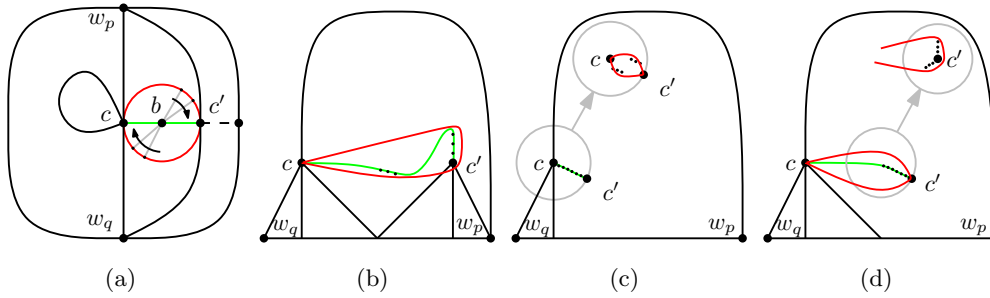 w_p
c b c′
w_q
(a)
c c′
w_q w_p
(b)
c c′
c c′
w_q w_p
(c)
c′
c c′
w_q w_p
(d)